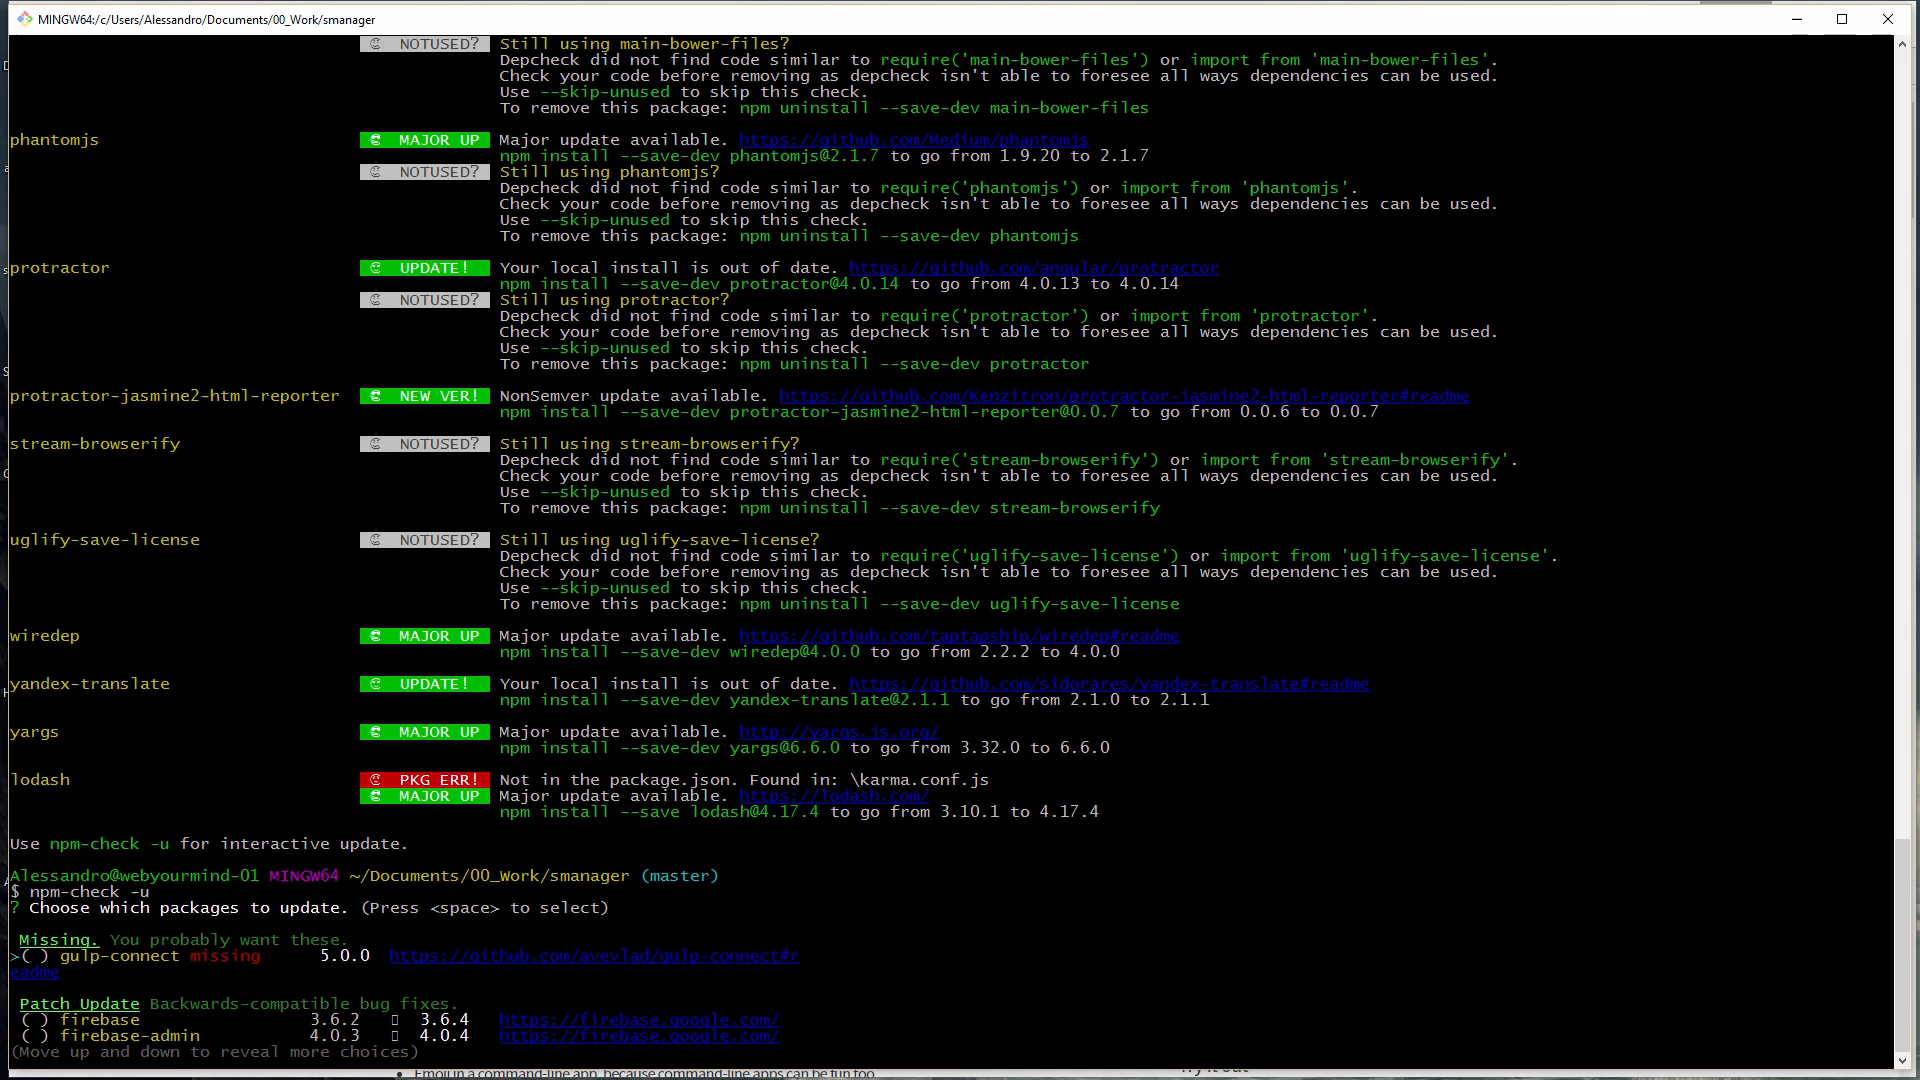 MINGW64:/c/Users/Alessandro/Documents/00_Work/smanager
NOTUSED? Still using main-bower-files?
Depcheck did not find code similar to require('main-bower-files') or import from 'main-bower-files'.
Check your code before removing as depcheck isn't able to foresee all ways dependencies can be used.
Use --skip-unused to skip this check.
To remove this package: npm uninstall --save-dev main-bower-files
phantomjs MAJOR UP Major update available. https://github.com/Medium/phantomjs
npm install --save-dev phantomjs@2.1.7 to go from 1.9.20 to 2.1.7
NOTUSED? Still using phantomjs?
Depcheck did not find code similar to require('phantomjs') or import from 'phantomjs'.
Check your code before removing as depcheck isn't able to foresee all ways dependencies can be used.
Use --skip-unused to skip this check.
To remove this package: npm uninstall --save-dev phantomjs
protractor UPDATE! Your local install is out of date. https://github.com/angular/protractor
npm install --save-dev protractor@4.0.14 to go from 4.0.13 to 4.0.14
NOTUSED? Still using protractor?
Depcheck did not find code similar to require('protractor') or import from 'protractor'.
Check your code before removing as depcheck isn't able to foresee all ways dependencies can be used.
Use --skip-unused to skip this check.
To remove this package: npm uninstall --save-dev protractor
protractor-jasmine2-html-reporter NEW VER! NonSemver update available. https://github.com/Kenzitron/protractor-jasmine2-html-reporter#readme
npm install --save-dev protractor-jasmine2-html-reporter@0.0.7 to go from 0.0.6 to 0.0.7
stream-browserify NOTUSED? Still using stream-browserify?
Depcheck did not find code similar to require('stream-browserify') or import from 'stream-browserify'.
Check your code before removing as depcheck isn't able to foresee all ways dependencies can be used.
Use --skip-unused to skip this check.
To remove this package: npm uninstall --save-dev stream-browserify
uglify-save-license NOTUSED? Still using uglify-save-license?
Depcheck did not find code similar to require('uglify-save-license') or import from 'uglify-save-license'.
Check your code before removing as depcheck isn't able to foresee all ways dependencies can be used.
Use --skip-unused to skip this check.
To remove this package: npm uninstall --save-dev uglify-save-license
wiredep MAJOR UP Major update available. https://github.com/taptapship/wiredep#readme
npm install --save-dev wiredep@4.0.0 to go from 2.2.2 to 4.0.0
yandex-translate UPDATE! Your local install is out of date. https://github.com/sidorares/yandex-translate#readme
npm install --save-dev yandex-translate@2.1.1 to go from 2.1.0 to 2.1.1
yargs MAJOR UP Major update available. http://yargs.js.org/
npm install --save-dev yargs@6.6.0 to go from 3.32.0 to 6.6.0
lodash PKG ERR! Not in the package.json. Found in: \karma.conf.js
MAJOR UP Major update available. https://lodash.com/
npm install --save lodash@4.17.4 to go from 3.10.1 to 4.17.4
Use npm-check -u for interactive update.
Alessandro@webyourmind-01 MINGW64 ~/Documents/00_Work/smanager (master)
$ npm-check -u
? Choose which packages to update. (Press <space> to select)
Missing. You probably want these.
>( ) gulp-connect missing 5.0.0 https://github.com/avevlad/gulp-connect#r
eadme
Patch Update Backwards-compatible bug fixes.
( ) firebase 3.6.2 3.6.4 https://firebase.google.com/
( ) firebase-admin 4.0.3 4.0.4 https://firebase.google.com/
(Move up and down to reveal more choices)
Emoji in a command-line app, because command-line apps can be fun too.